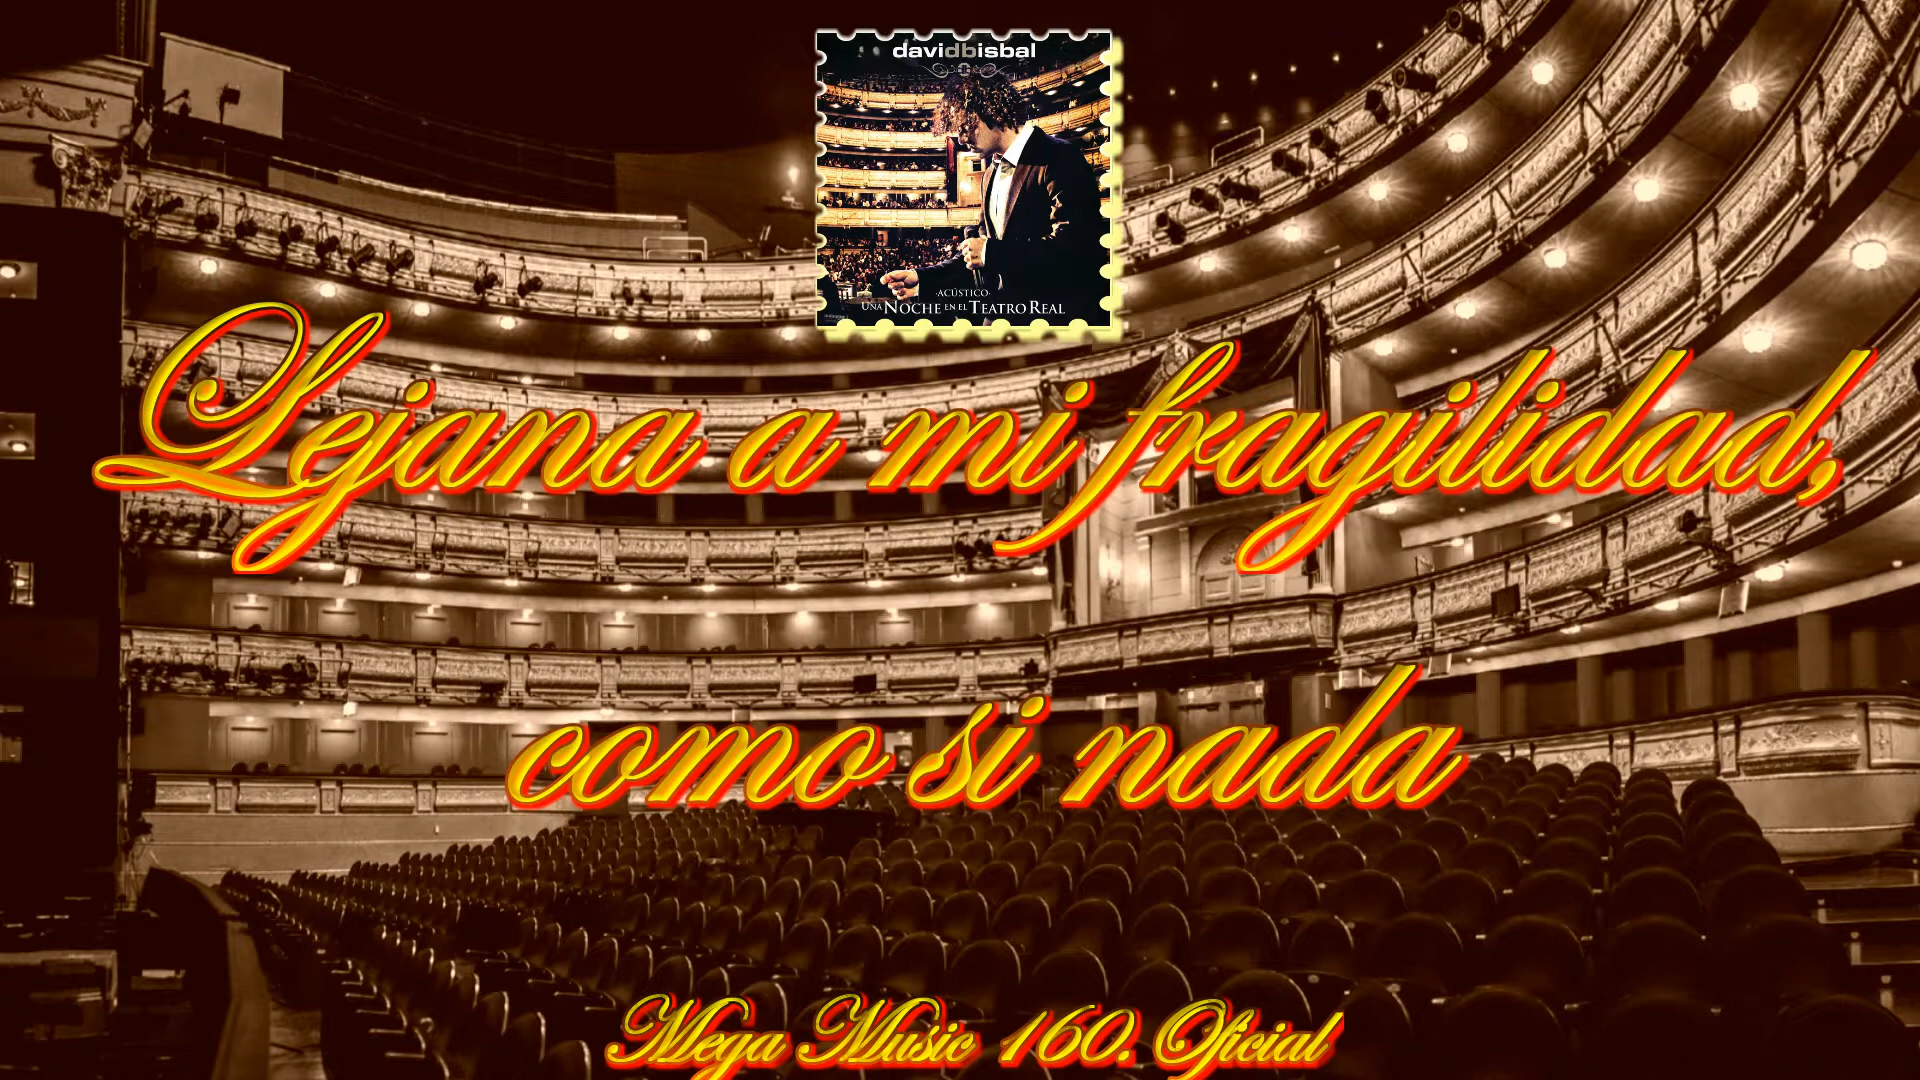 davidbisbal
·ACÚSTICO·
UNA NOCHE EN EL TEATRO REAL
Lejana a mi fragilidad,
como si nada
Mega Music 160. Oficial